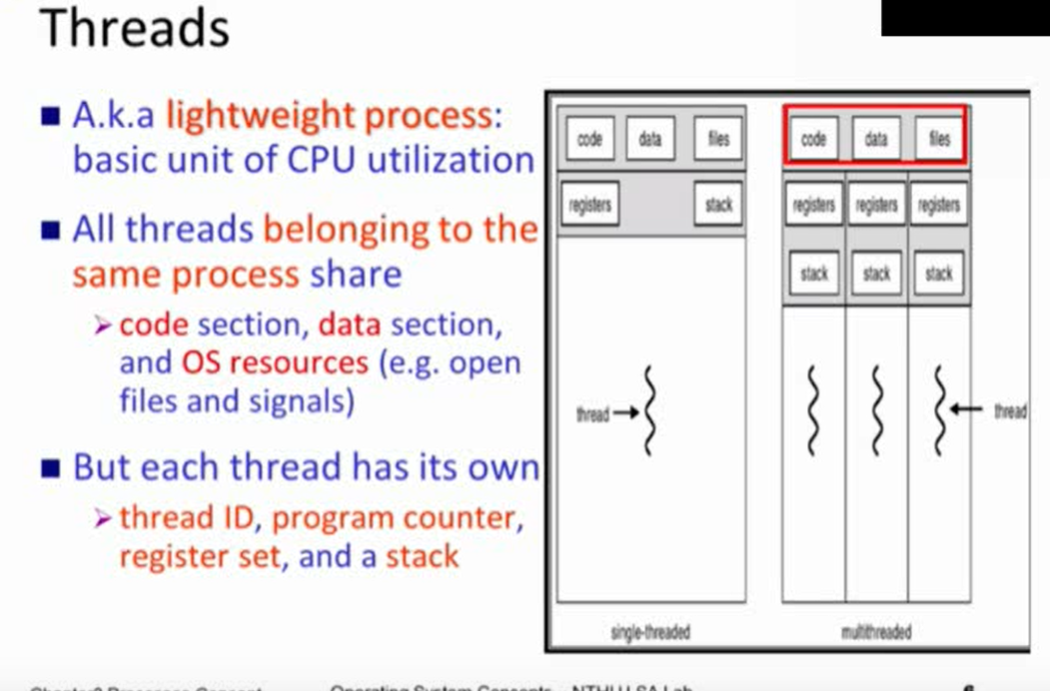 Threads
■ A.k.a lightweight process:
basic unit of CPU utilization
■ All threads belonging to the
same process share
➢ code section, data section,
and OS resources (e.g. open
files and signals)
■ But each thread has its own
➢ thread ID, program counter,
register set, and a stack
code data files
registers stack
thread
single-threaded
code data files
registers registers registers
stack stack stack
thread
multithreaded
Operating System Concepts – NTHU LSA Lab